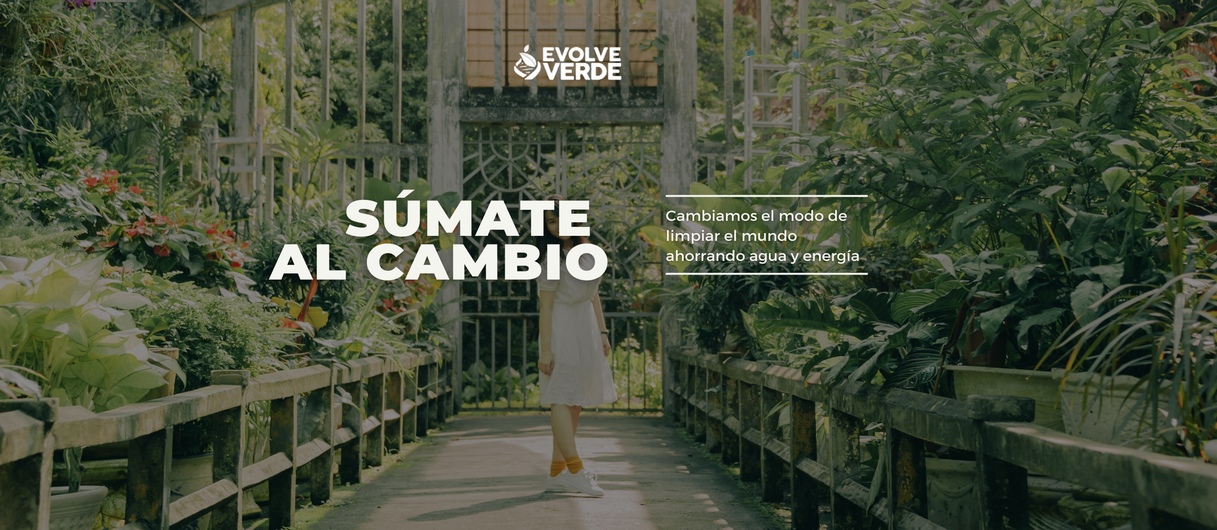 EVOLVE
VERDE
SÚMATE
AL CAMBIO
Cambiamos el modo de
limpiar el mundo
ahorrando agua y energía